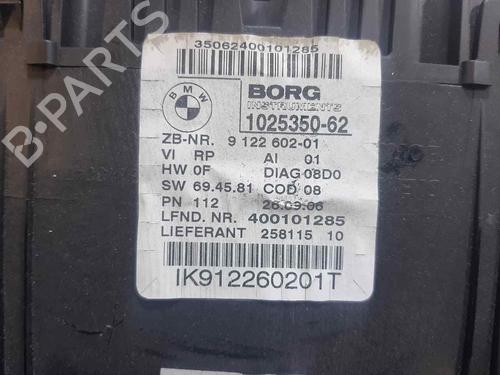 35062400101285
BMW
BORG
INSTRUMENTS
1025350-62
ZB-NR. 9 122 602-01
VI RP AI 01
HW 0F DIAG 08D0
SW 69.45.81 COD 08
PN 112 26.09.06
LFND. NR. 400101285
LIEFERANT 258115 10
IK912260201T
B-PARTS